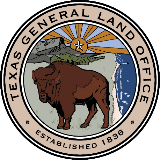 TEXAS GENERAL LAND OFFICE
ESTABLISHED 1836